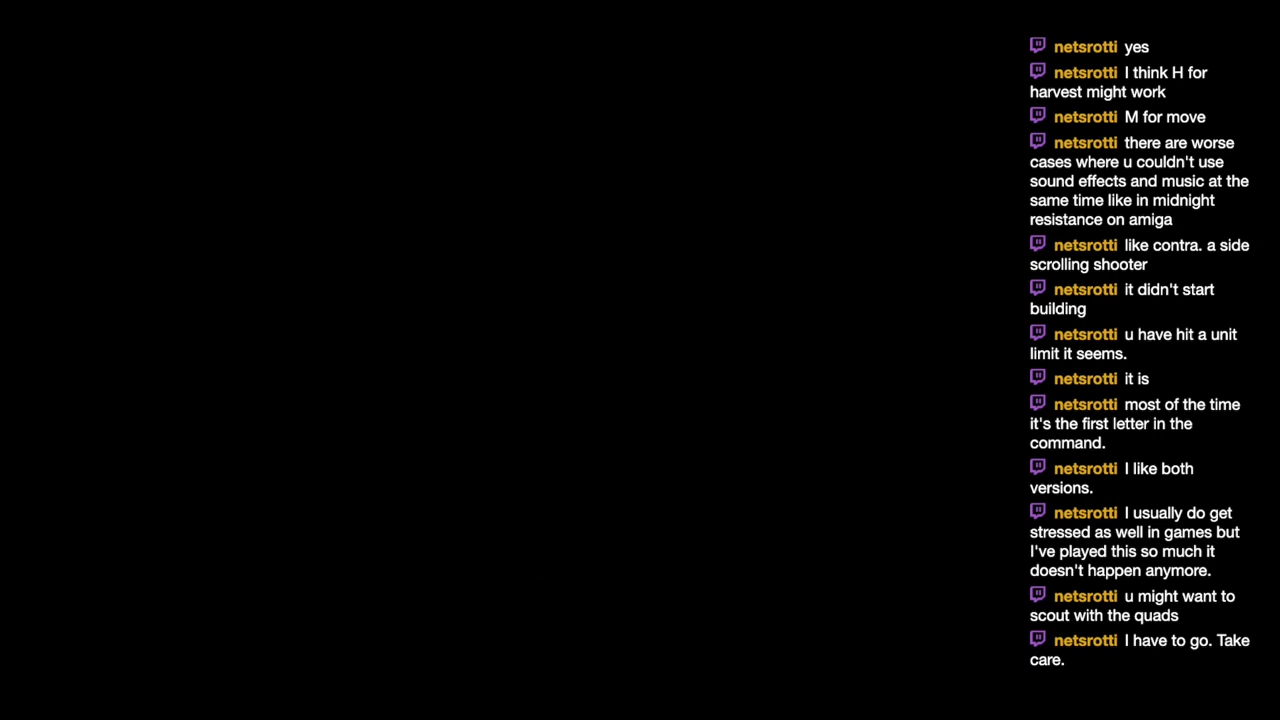 netsrotti yes
netsrotti I think H for
harvest might work
netsrotti M for move
netsrotti there are worse
cases where u couldn't use
sound effects and music at the
same time like in midnight
resistance on amiga
netsrotti like contra. a side
scrolling shooter
netsrotti it didn't start
building
netsrotti u have hit a unit
limit it seems.
netsrotti it is
netsrotti most of the time
it's the first letter in the
command.
netsrotti I like both
versions.
netsrotti I usually do get
stressed as well in games but
I've played this so much it
doesn't happen anymore.
netsrotti u might want to
scout with the quads
netsrotti I have to go. Take
care.